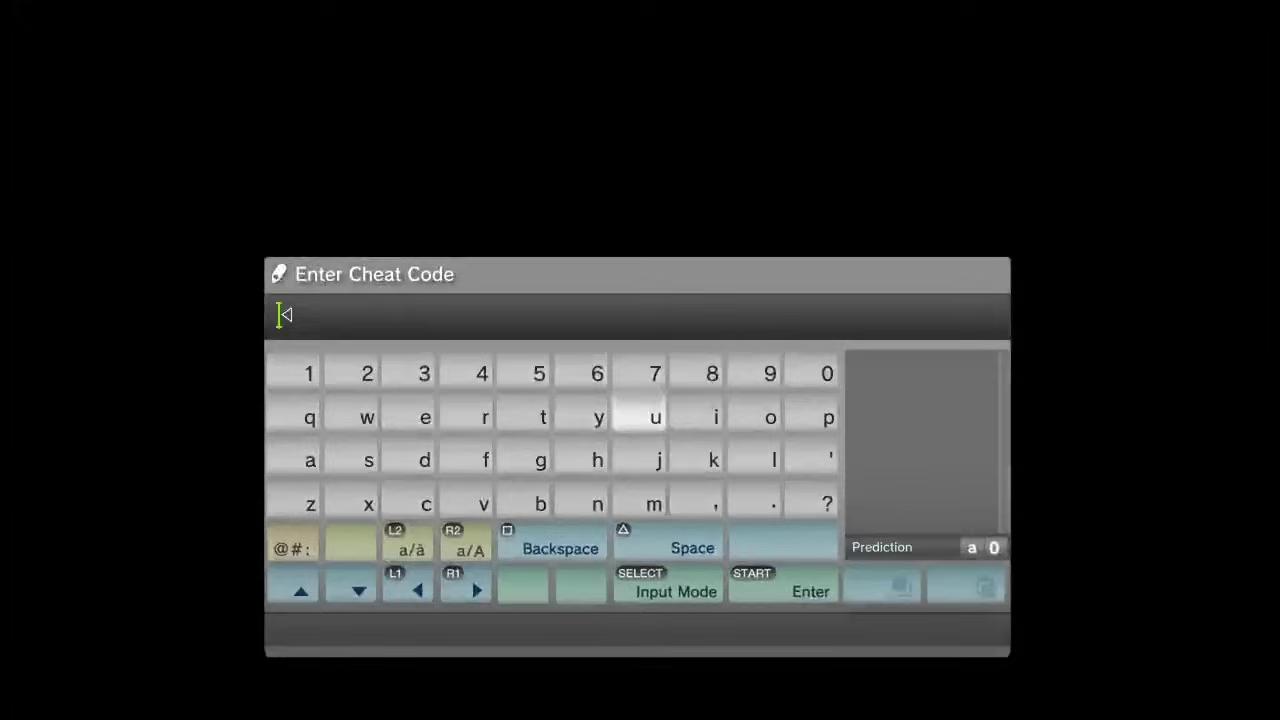 Enter Cheat Code
1 2 3 4 5 6 7 8 9 0
q w e r t y u i o p
a s d f g h j k l '
z x c v b n m , . ?
@#: L2 a/à R2 a/A Backspace Space Prediction a 0
L1 R1 SELECT Input Mode START Enter